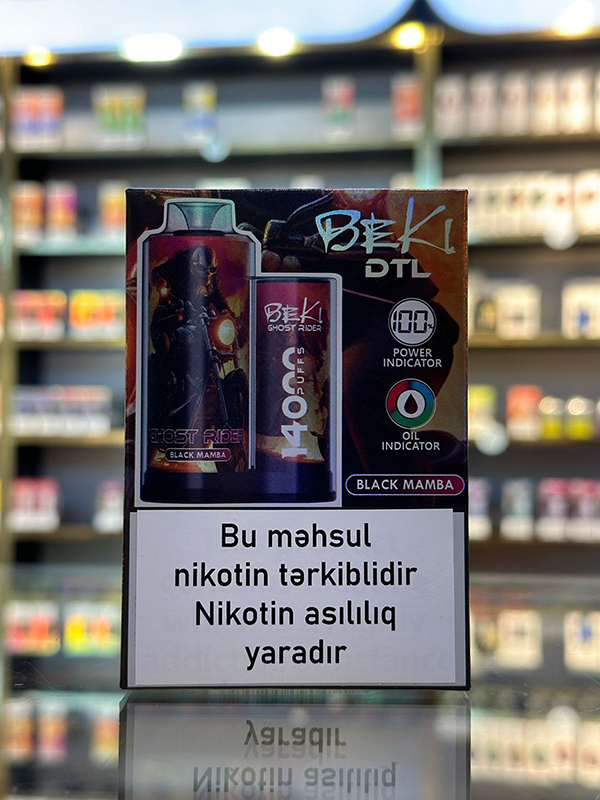 BEKI
DTL
100%
POWER
INDICATOR
OIL
INDICATOR
BLACK MAMBA
BEKI
GHOST RIDER
14000
PUFFS
GHOST RIDER
BLACK MAMBA
Bu məhsul
nikotin tərkiblidir
Nikotin asılılıq
yaradır